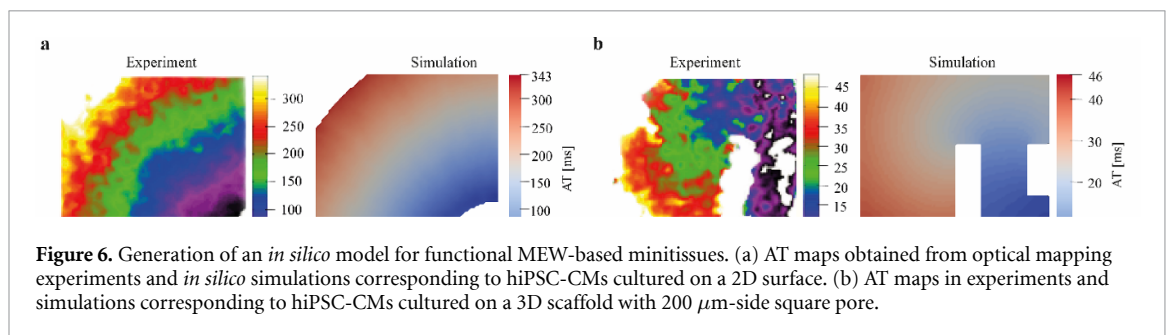 a
Experiment
Simulation
300
250
200
150
100
343
300
250
200
150
100
AT [ms]
b
Experiment
Simulation
45
40
35
30
25
20
15
46
40
30
20
AT [ms]
Figure 6. Generation of an in silico model for functional MEW-based minitissues. (a) AT maps obtained from optical mapping
experiments and in silico simulations corresponding to hiPSC-CMs cultured on a 2D surface. (b) AT maps in experiments and
simulations corresponding to hiPSC-CMs cultured on a 3D scaffold with 200 μm-side square pore.